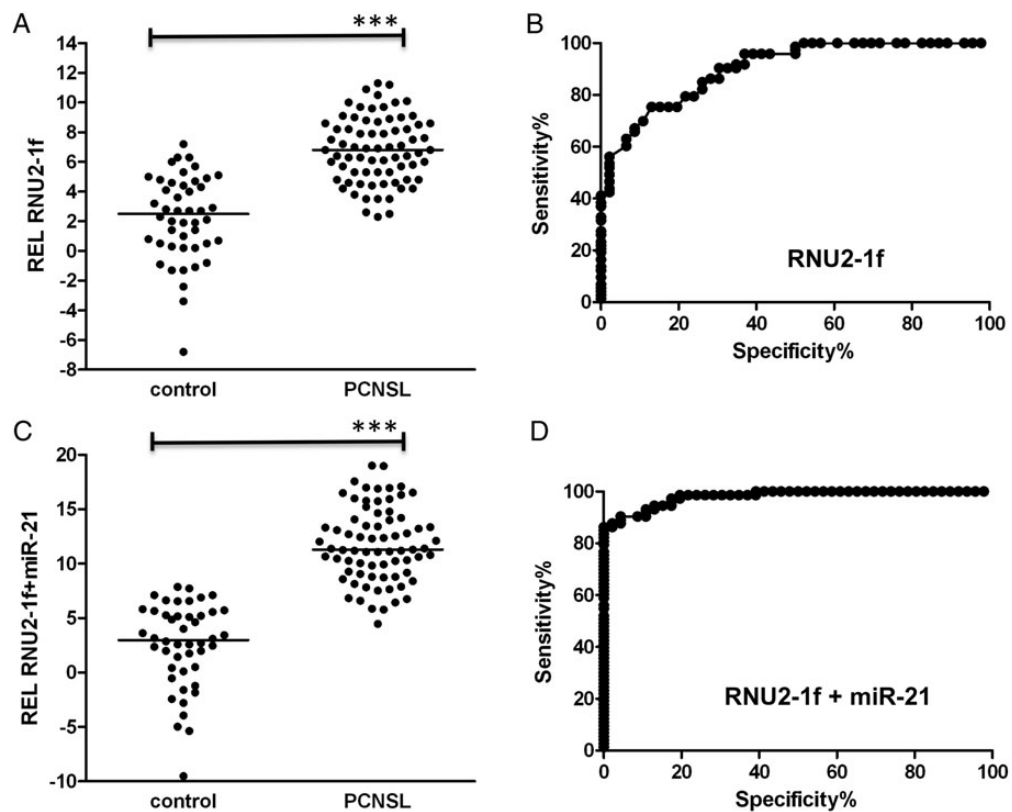 A
***
REL RNU2-1f
14
12
10
8
6
4
2
0
-2
-4
-6
-8
control PCNSL
B
Sensitivity%
100
80
60
40
20
0
RNU2-1f
0 20 40 60 80 100
Specificity%
C
***
REL RNU2-1f+miR-21
20
15
10
5
0
-5
-10
control PCNSL
D
Sensitivity%
100
80
60
40
20
0
RNU2-1f + miR-21
0 20 40 60 80 100
Specificity%